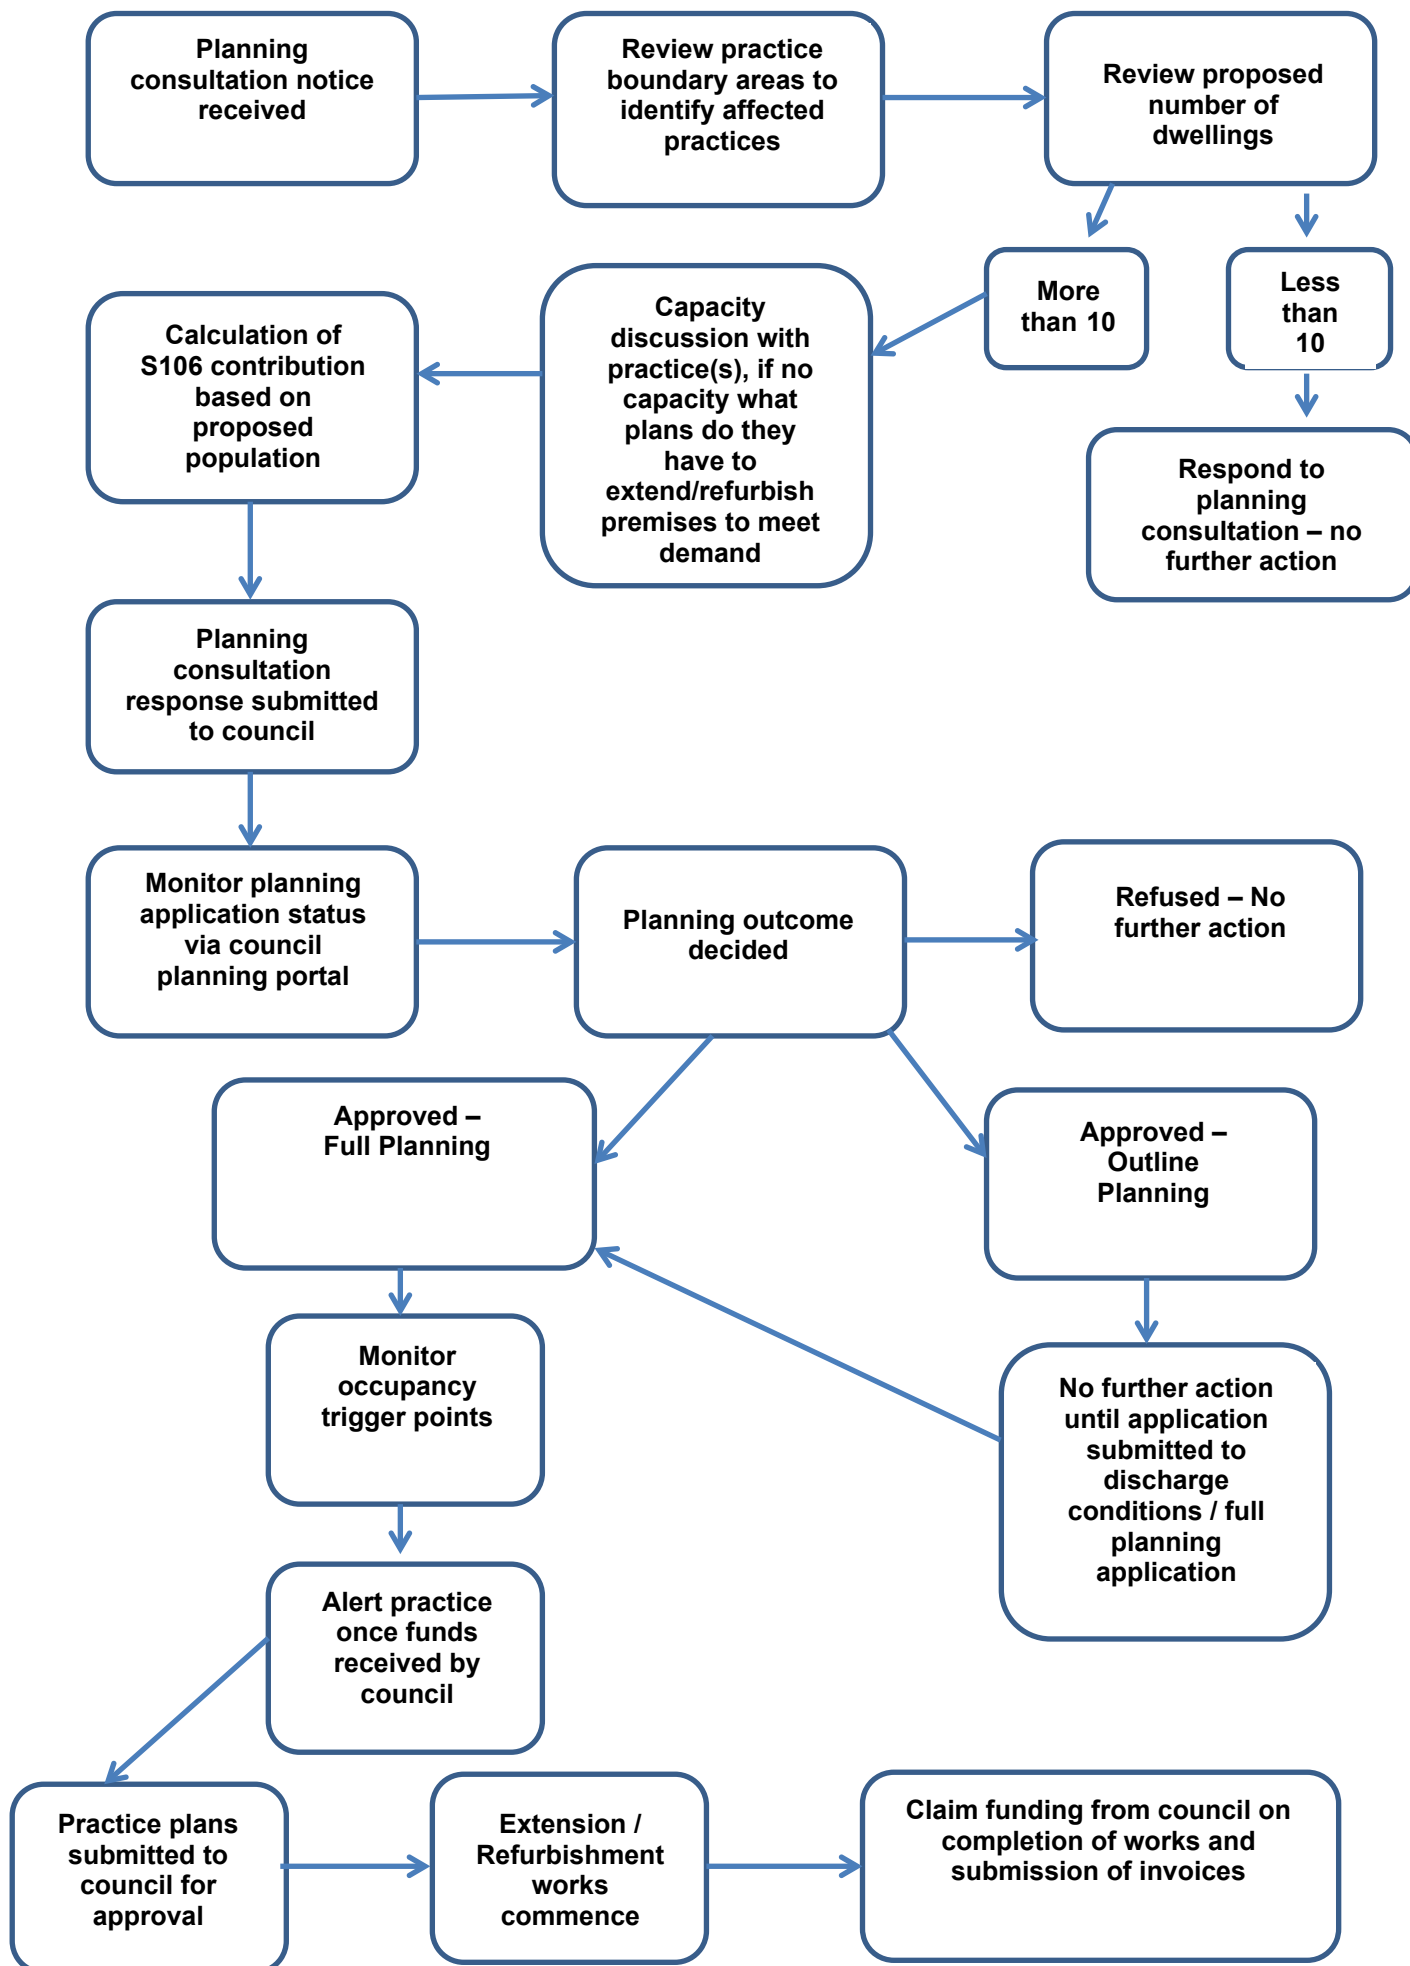 Planning
consultation notice
received
Review practice
boundary areas to
identify affected
practices
Review proposed
number of
dwellings
More
than 10
Less
than
10
Capacity
discussion with
practice(s), if no
capacity what
plans do they
have to
extend/refurbish
premises to meet
demand
Calculation of
S106 contribution
based on
proposed
population
Respond to
planning
consultation – no
further action
Planning
consultation
response submitted
to council
Monitor planning
application status
via council
planning portal
Planning outcome
decided
Refused – No
further action
Approved –
Full Planning
Approved –
Outline
Planning
Monitor
occupancy
trigger points
No further action
until application
submitted to
discharge
conditions / full
planning
application
Alert practice
once funds
received by
council
Practice plans
submitted to
council for
approval
Extension /
Refurbishment
works
commence
Claim funding from council on
completion of works and
submission of invoices